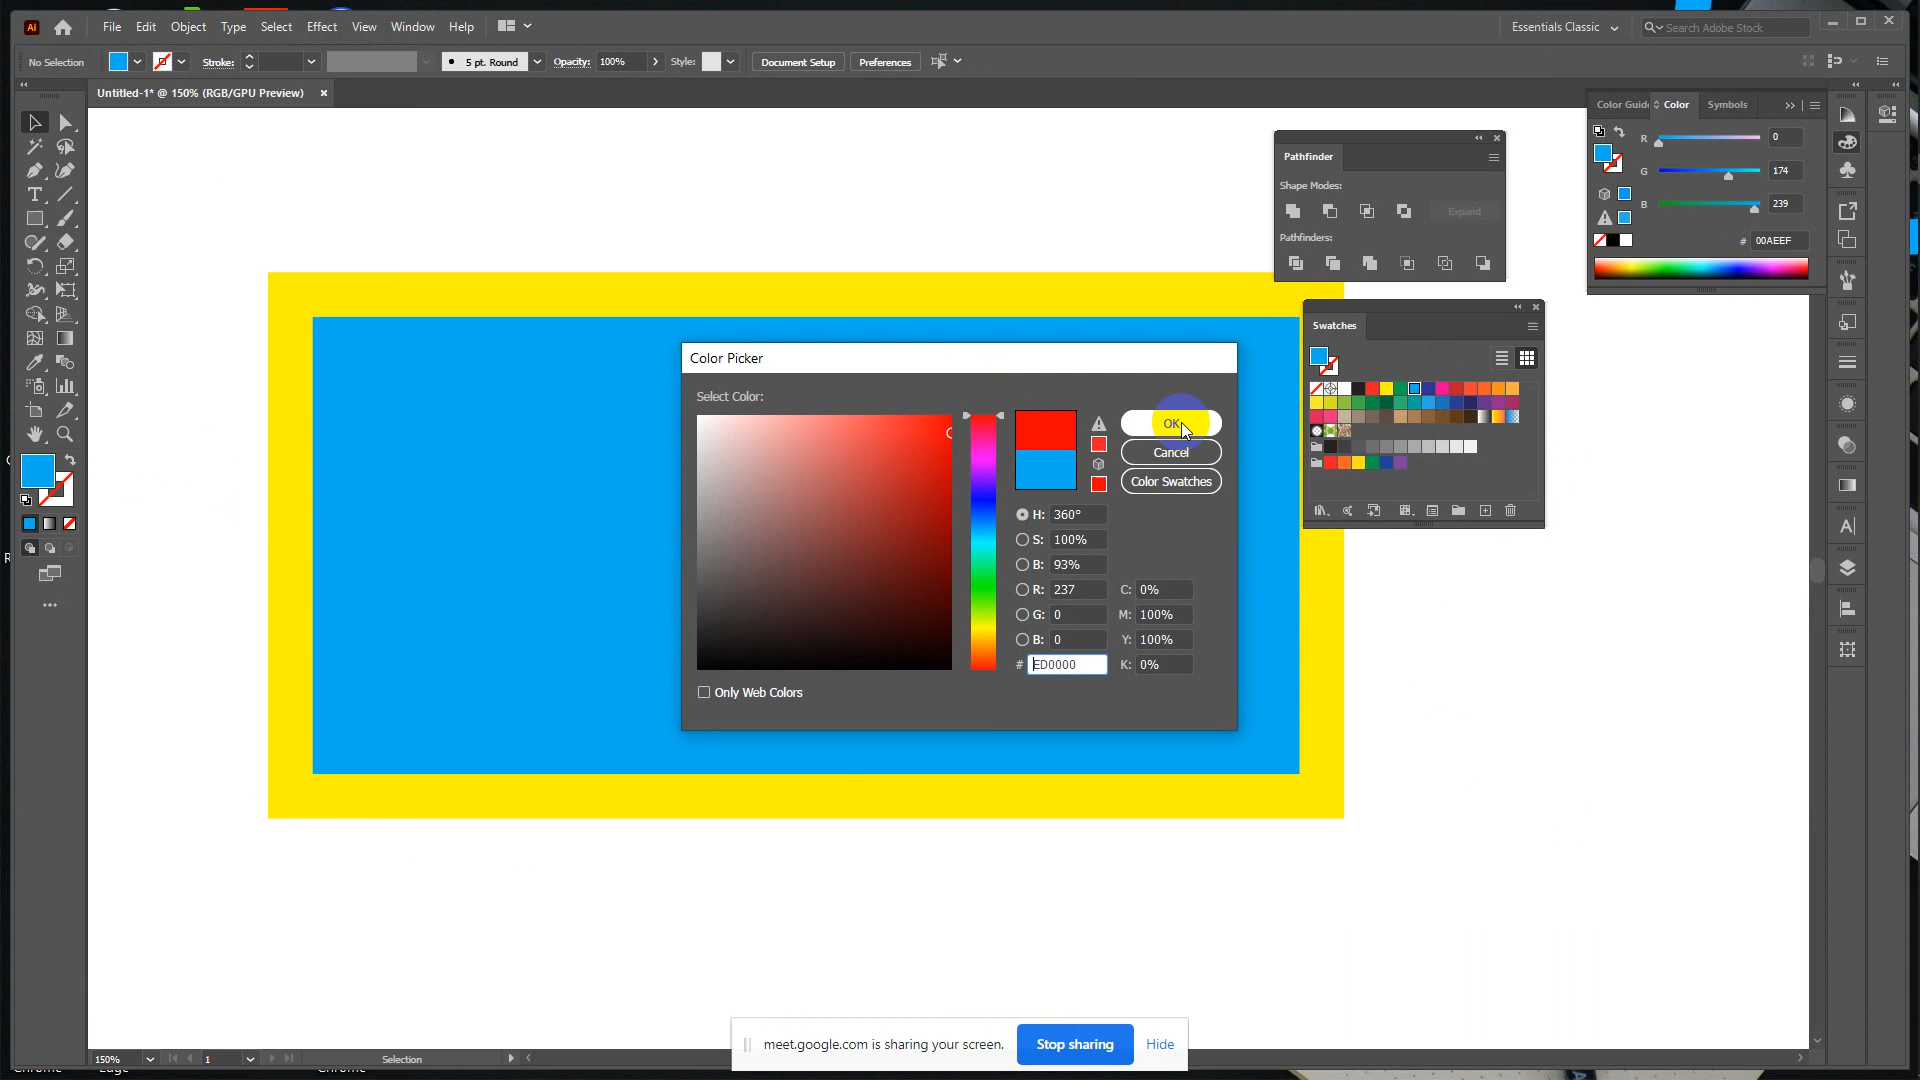 Ai File Edit Object Type Select Effect View Window Help Essentials Classic Search Adobe Stock
No Selection Stroke: 5 pt. Round Opacity: 100% Style: Document Setup Preferences
Untitled-1* @ 150% (RGB/GPU Preview)
Color Guide Color Symbols
R 0
G 174
B 239
# 00AEEF
Pathfinder
Shape Modes:
Expand
Pathfinders:
Swatches
Color Picker
Select Color:
OK
Cancel
Color Swatches
H: 360°
S: 100%
B: 93%
R: 237 C: 0%
G: 0 M: 100%
B: 0 Y: 100%
# ED0000 K: 0%
Only Web Colors
meet.google.com is sharing your screen. Stop sharing Hide
150% 1 Selection